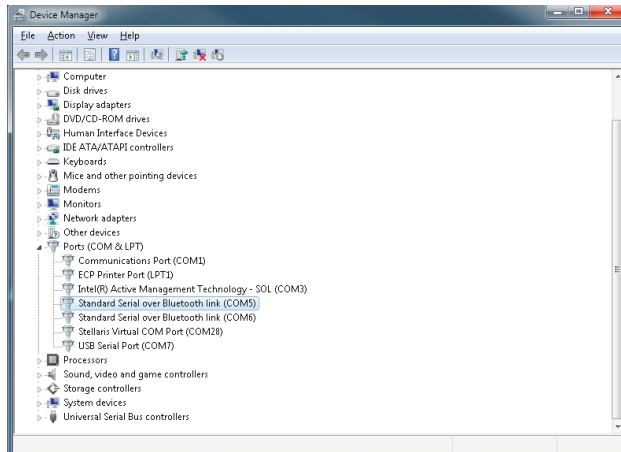 Device Manager
File Action View Help
Computer
Disk drives
Display adapters
DVD/CD-ROM drives
Human Interface Devices
IDE ATA/ATAPI controllers
Keyboards
Mice and other pointing devices
Modems
Monitors
Network adapters
Other devices
Ports (COM & LPT)
Communications Port (COM1)
ECP Printer Port (LPT1)
Intel(R) Active Management Technology - SOL (COM3)
Standard Serial over Bluetooth link (COM5)
Standard Serial over Bluetooth link (COM6)
Stellaris Virtual COM Port (COM28)
USB Serial Port (COM7)
Processors
Sound, video and game controllers
Storage controllers
System devices
Universal Serial Bus controllers